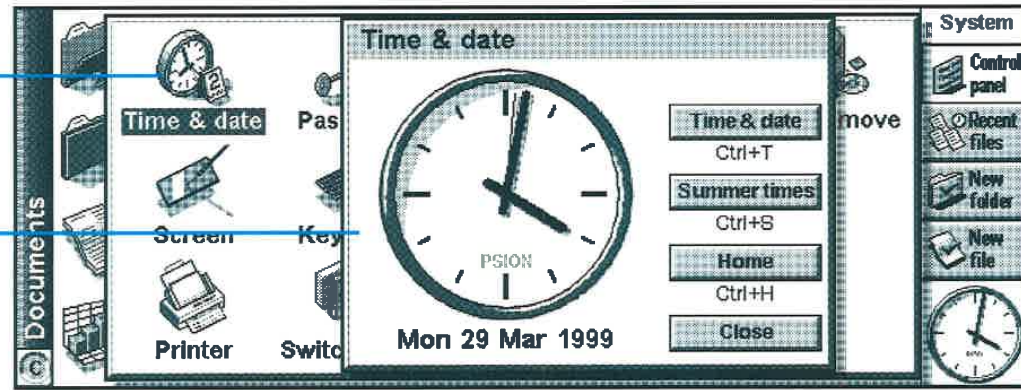 Documents
Time & date
Screen
Printer
Pas
Key
Switc
Time & date
PSION
Mon 29 Mar 1999
Time & date
Ctrl+T
Summer times
Ctrl+S
Home
Ctrl+H
Close
move
System
Control
panel
Recent
files
New
folder
New
file